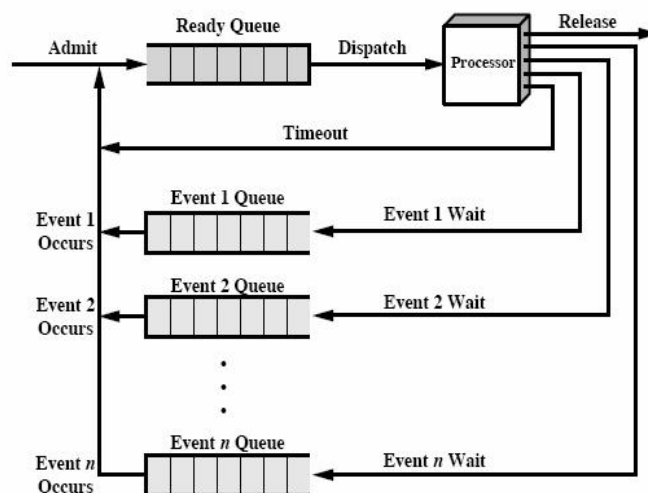 Ready Queue
Release
Admit
Dispatch
Processor
Timeout
Event 1 Queue
Event 1
Occurs
Event 1 Wait
Event 2 Queue
Event 2
Occurs
Event 2 Wait
Event n Queue
Event n
Occurs
Event n Wait